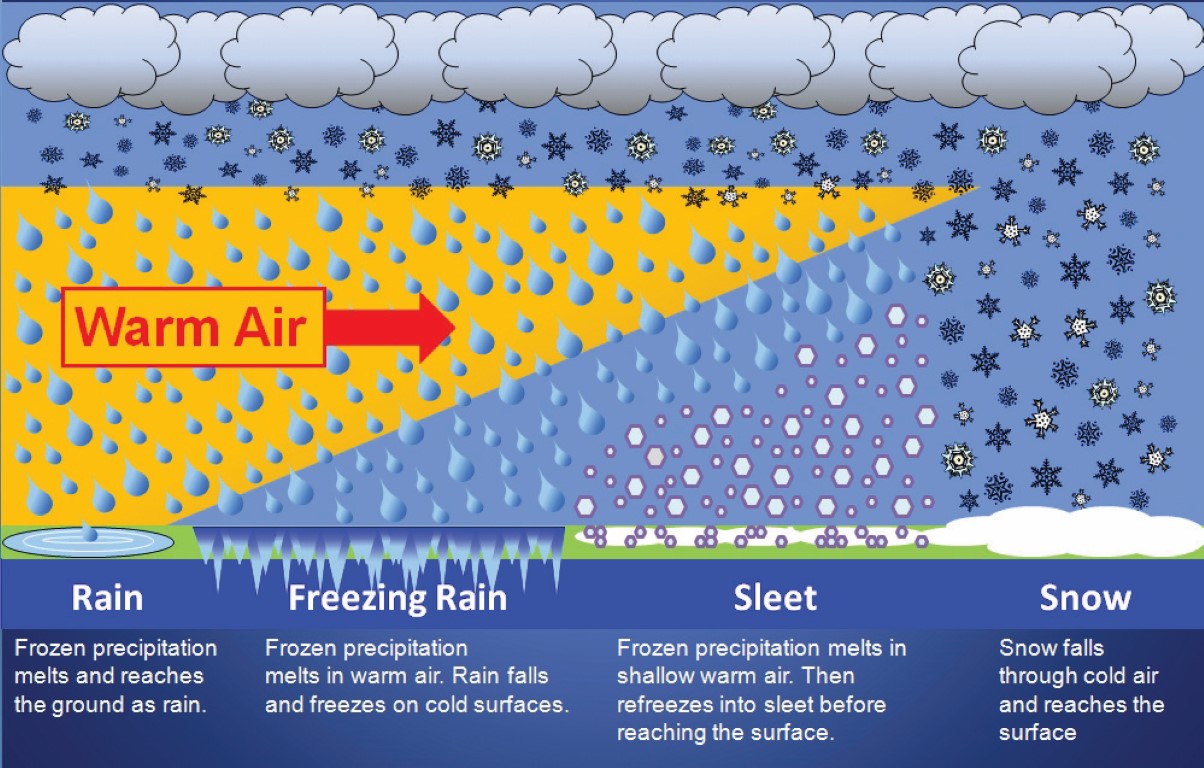 Warm Air
Rain
Freezing Rain
Sleet
Snow
Frozen precipitation
melts and reaches
the ground as rain.
Frozen precipitation
melts in warm air. Rain falls
and freezes on cold surfaces.
Frozen precipitation melts in
shallow warm air. Then
refreezes into sleet before
reaching the surface.
Snow falls
through cold air
and reaches the
surface